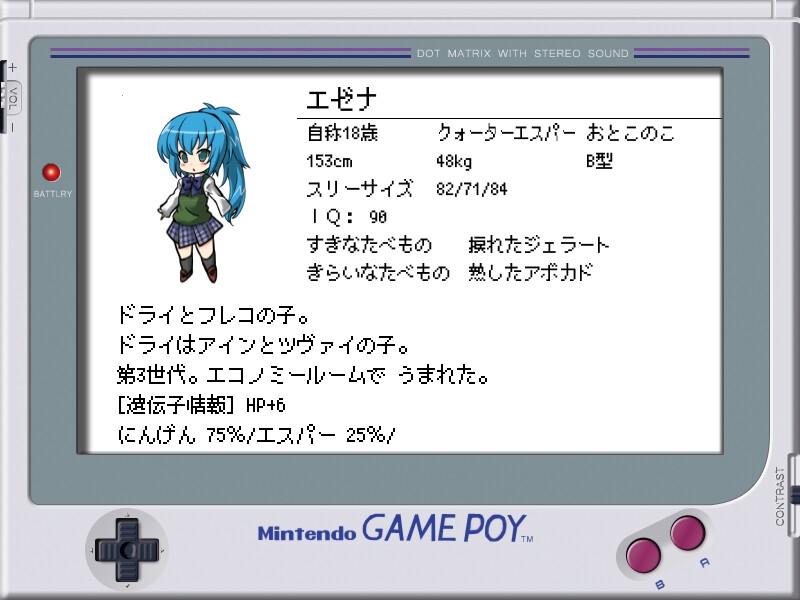 DOT MATRIX WITH STEREO SOUND
+
VOL
−
BATTLRY
エゼナ
自称18歳 クォーターエスパー おとこのこ
153cm 48kg B型
スリーサイズ 82/71/84
IQ: 90
すきなたべもの 捩れたジェラート
きらいなたべもの 熟したアボカド
ドライとフレコの子。
ドライはアインとツヴァイの子。
第3世代。エコノミールームで うまれた。
[遺伝子情報] HP+6
にんげん 75%/エスパー 25%/
CONTRAST
Mintendo GAME POY TM
B A